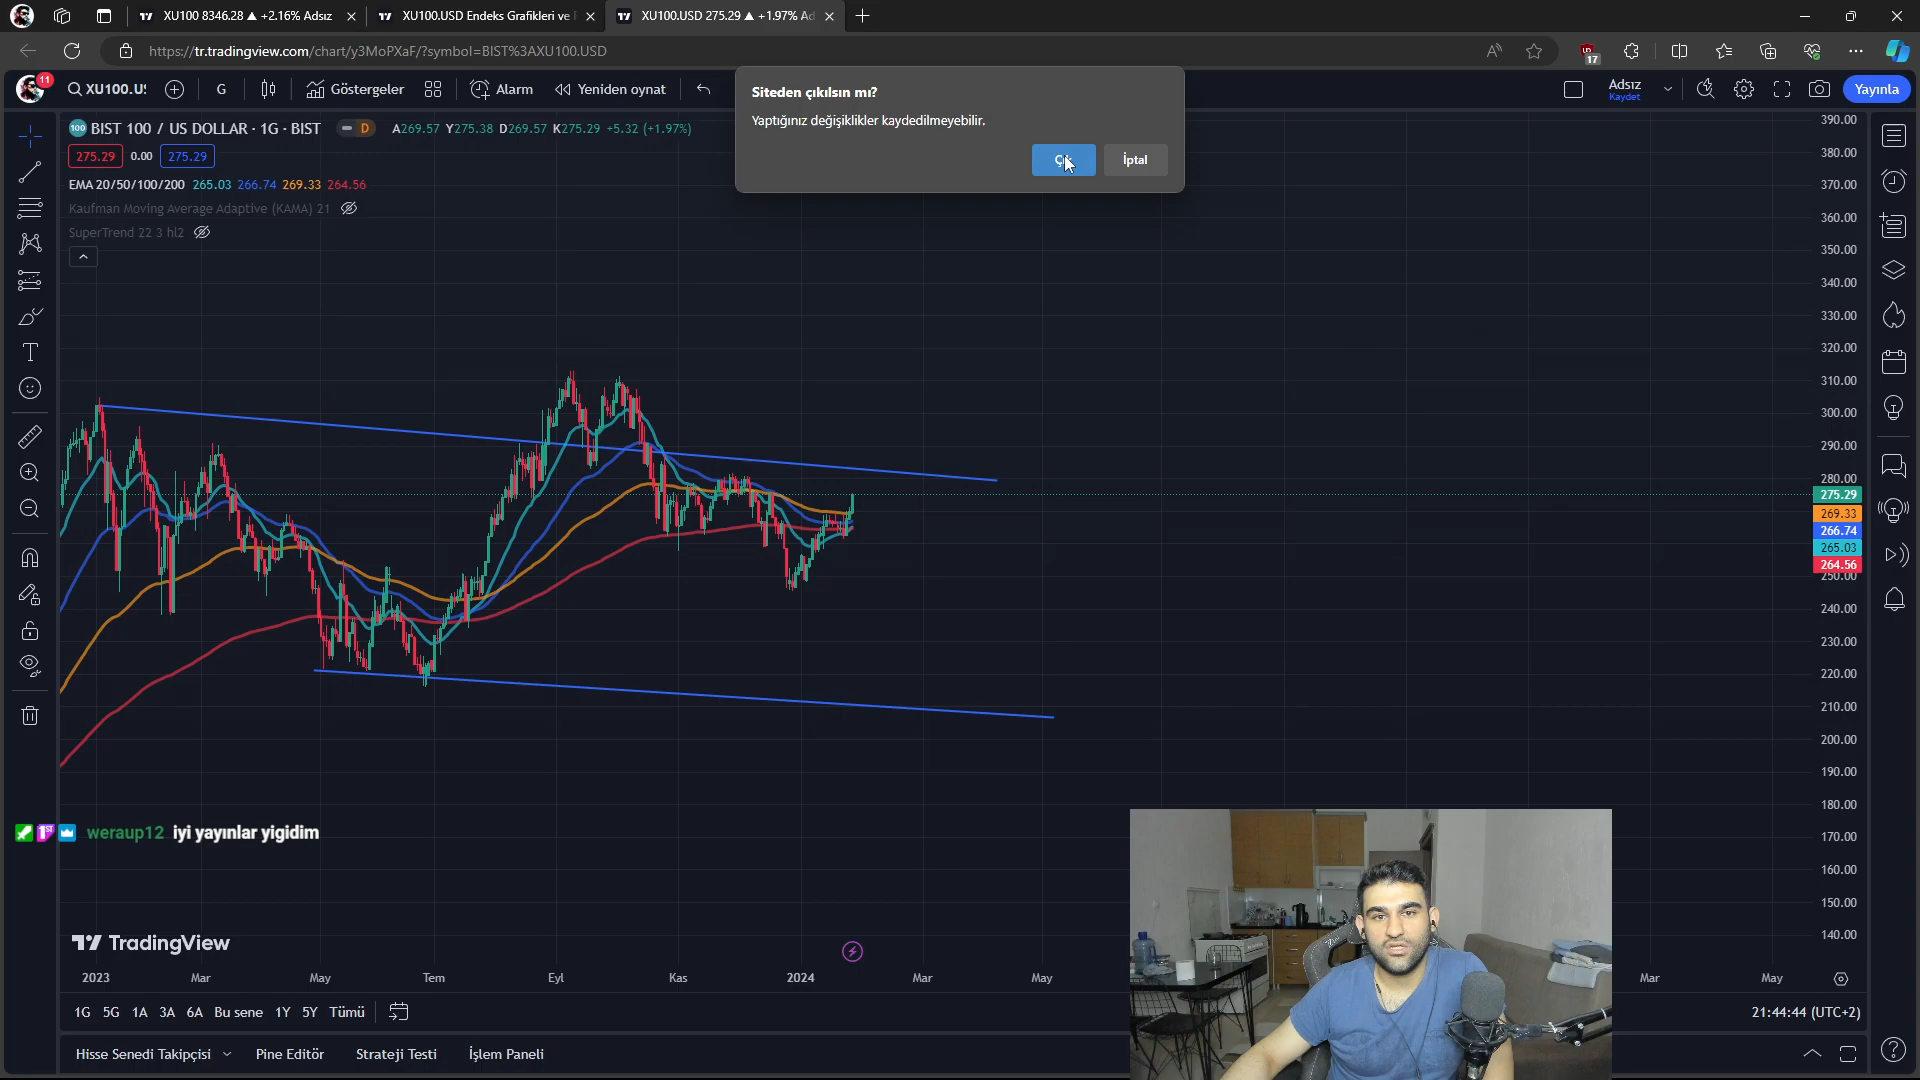 XU100 8346.28 ▲ +2.16% Adsız
XU100.USD Endeks Grafikleri ve
XU100.USD 275.29 ▲ +1.97% Ad
https://tr.tradingview.com/chart/y3MoPXaF/?symbol=BIST%3AXU100.USD
17
11
XU100.U
G
Göstergeler
Alarm
Yeniden oynat
Adsız
Kaydet
Yayınla
Siteden çıkılsın mı?
Yaptığınız değişiklikler kaydedilmeyebilir.
İptal
100 BIST 100 / US DOLLAR · 1G · BIST
D
A269.57 Y275.38 D269.57 K275.29 +5.32 (+1.97%)
275.29 0.00 275.29
EMA 20/50/100/200 265.03 266.74 269.33 264.56
Kaufman Moving Average Adaptive (KAMA) 21
SuperTrend 22 3 hl2
390.00
380.00
370.00
360.00
350.00
340.00
330.00
320.00
310.00
300.00
290.00
280.00
275.29
269.33
266.74
265.03
264.56
250.00
240.00
230.00
220.00
210.00
200.00
190.00
180.00
170.00
160.00
150.00
140.00
1ST weraup12 iyi yayınlar yigidim
TradingView
2023 Mar May Tem Eyl Kas 2024 Mar May Mar May
1G 5G 1A 3A 6A Bu sene 1Y 5Y Tümü
21:44:44 (UTC+2)
Hisse Senedi Takipçisi Pine Editör Strateji Testi İşlem Paneli